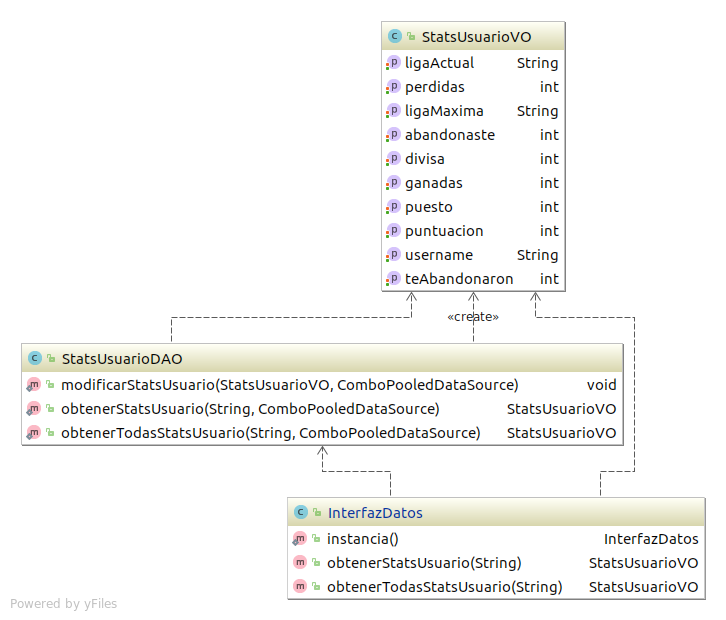 StatsUsuarioVO
ligaActual String
perdidas int
ligaMaxima String
abandonaste int
divisa int
ganadas int
puesto int
puntuacion int
username String
teAbandonaron int
«create»
StatsUsuarioDAO
modificarStatsUsuario(StatsUsuarioVO, ComboPooledDataSource) void
obtenerStatsUsuario(String, ComboPooledDataSource) StatsUsuarioVO
obtenerTodasStatsUsuario(String, ComboPooledDataSource) StatsUsuarioVO
InterfazDatos
instancia() InterfazDatos
obtenerStatsUsuario(String) StatsUsuarioVO
obtenerTodasStatsUsuario(String) StatsUsuarioVO
Powered by yFiles